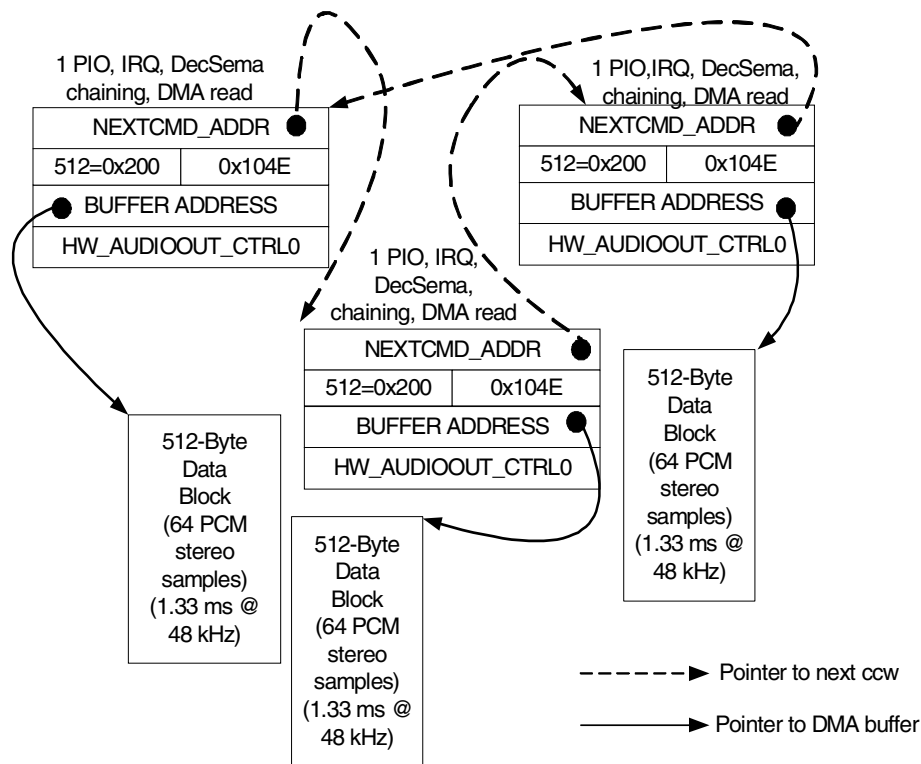 1 PIO, IRQ, DecSema
chaining, DMA read
NEXTCMD_ADDR
512=0x200 0x104E
BUFFER ADDRESS
HW_AUDIOOUT_CTRL0
1 PIO,IRQ, DecSema,
chaining, DMA read
NEXTCMD_ADDR
512=0x200 0x104E
BUFFER ADDRESS
HW_AUDIOOUT_CTRL0
1 PIO, IRQ,
DecSema,
chaining, DMA read
NEXTCMD_ADDR
512=0x200 0x104E
BUFFER ADDRESS
HW_AUDIOOUT_CTRL0
512-Byte
Data
Block
(64 PCM
stereo
samples)
(1.33 ms @
48 kHz)
512-Byte
Data
Block
(64 PCM
stereo
samples)
(1.33 ms @
48 kHz)
512-Byte
Data
Block
(64 PCM
stereo
samples)
(1.33 ms @
48 kHz)
Pointer to next ccw
Pointer to DMA buffer